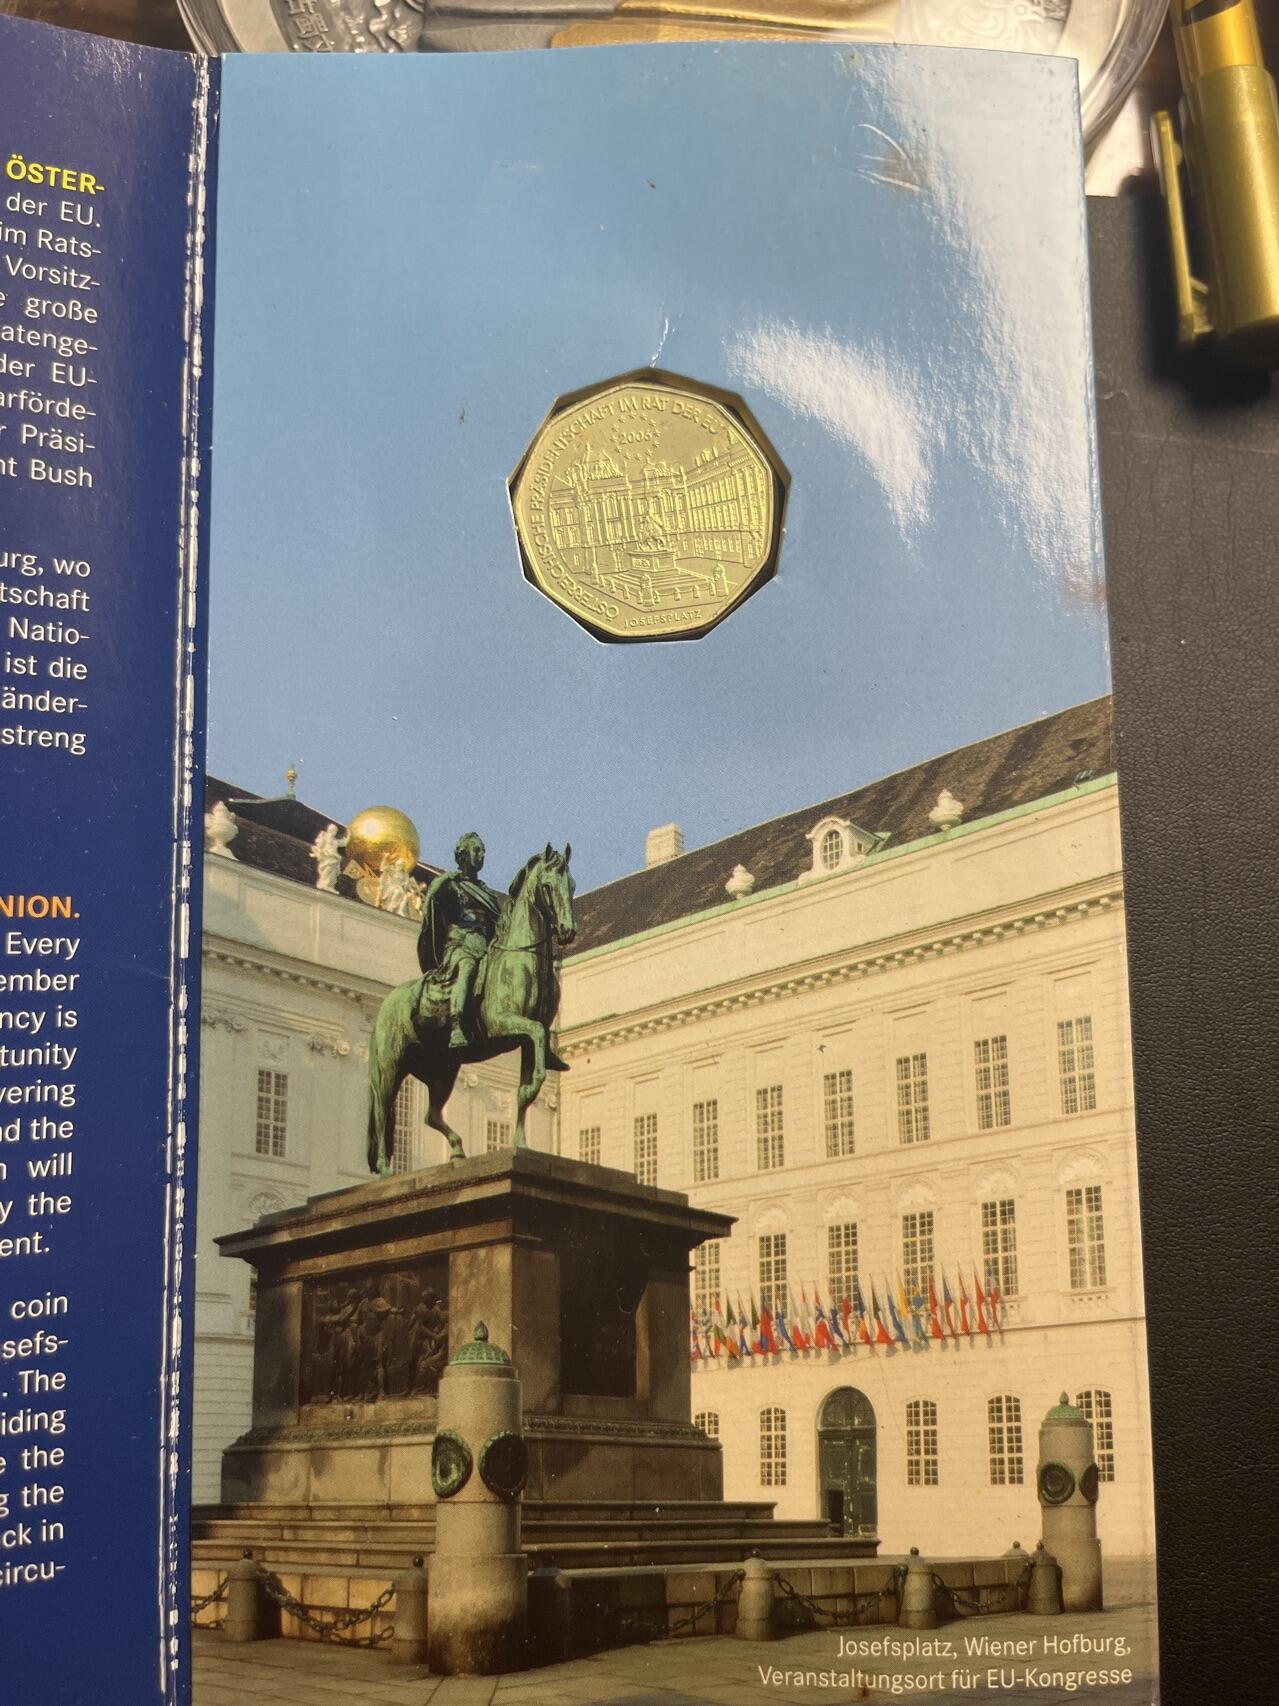 ÖSTER-
der EU.
im Rats-
Vorsitz-
große
atenge-
der EU-
arförde-
Präsi-
nt Bush
urg, wo
tschaft
Natio-
ist die
änder-
streng
NION.
Every
ember
ncy is
tunity
vering
nd the
will
y the
ent.
coin
sefs-
. The
iding
e the
g the
ck in
circu-
ÖSTERREICHISCHE PRÄSIDENTSCHAFT IM RAT DER EU
2006
JOSEFSPLATZ
Josefsplatz, Wiener Hofburg,
Veranstaltungsort für EU-Kongresse